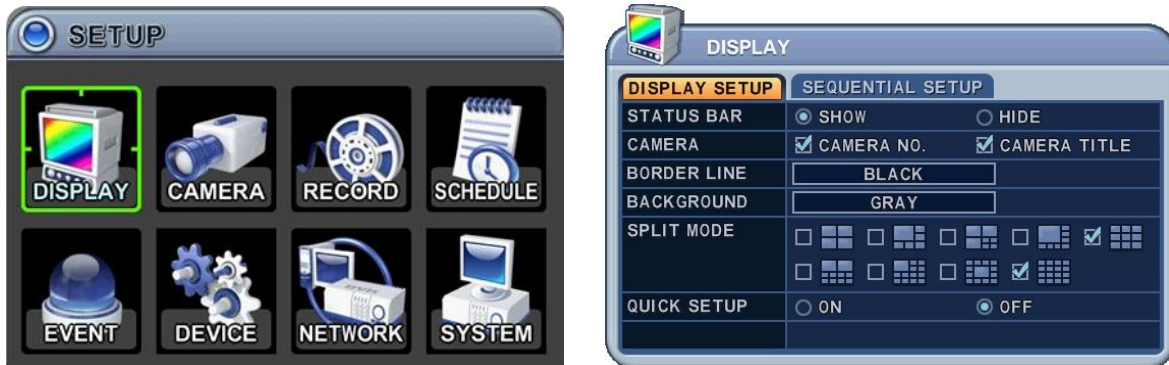 SETUP
DISPLAY CAMERA RECORD SCHEDULE
EVENT DEVICE NETWORK SYSTEM
DISPLAY
DISPLAY SETUP SEQUENTIAL SETUP
STATUS BAR SHOW HIDE
CAMERA CAMERA NO. CAMERA TITLE
BORDER LINE BLACK
BACKGROUND GRAY
SPLIT MODE
QUICK SETUP ON OFF